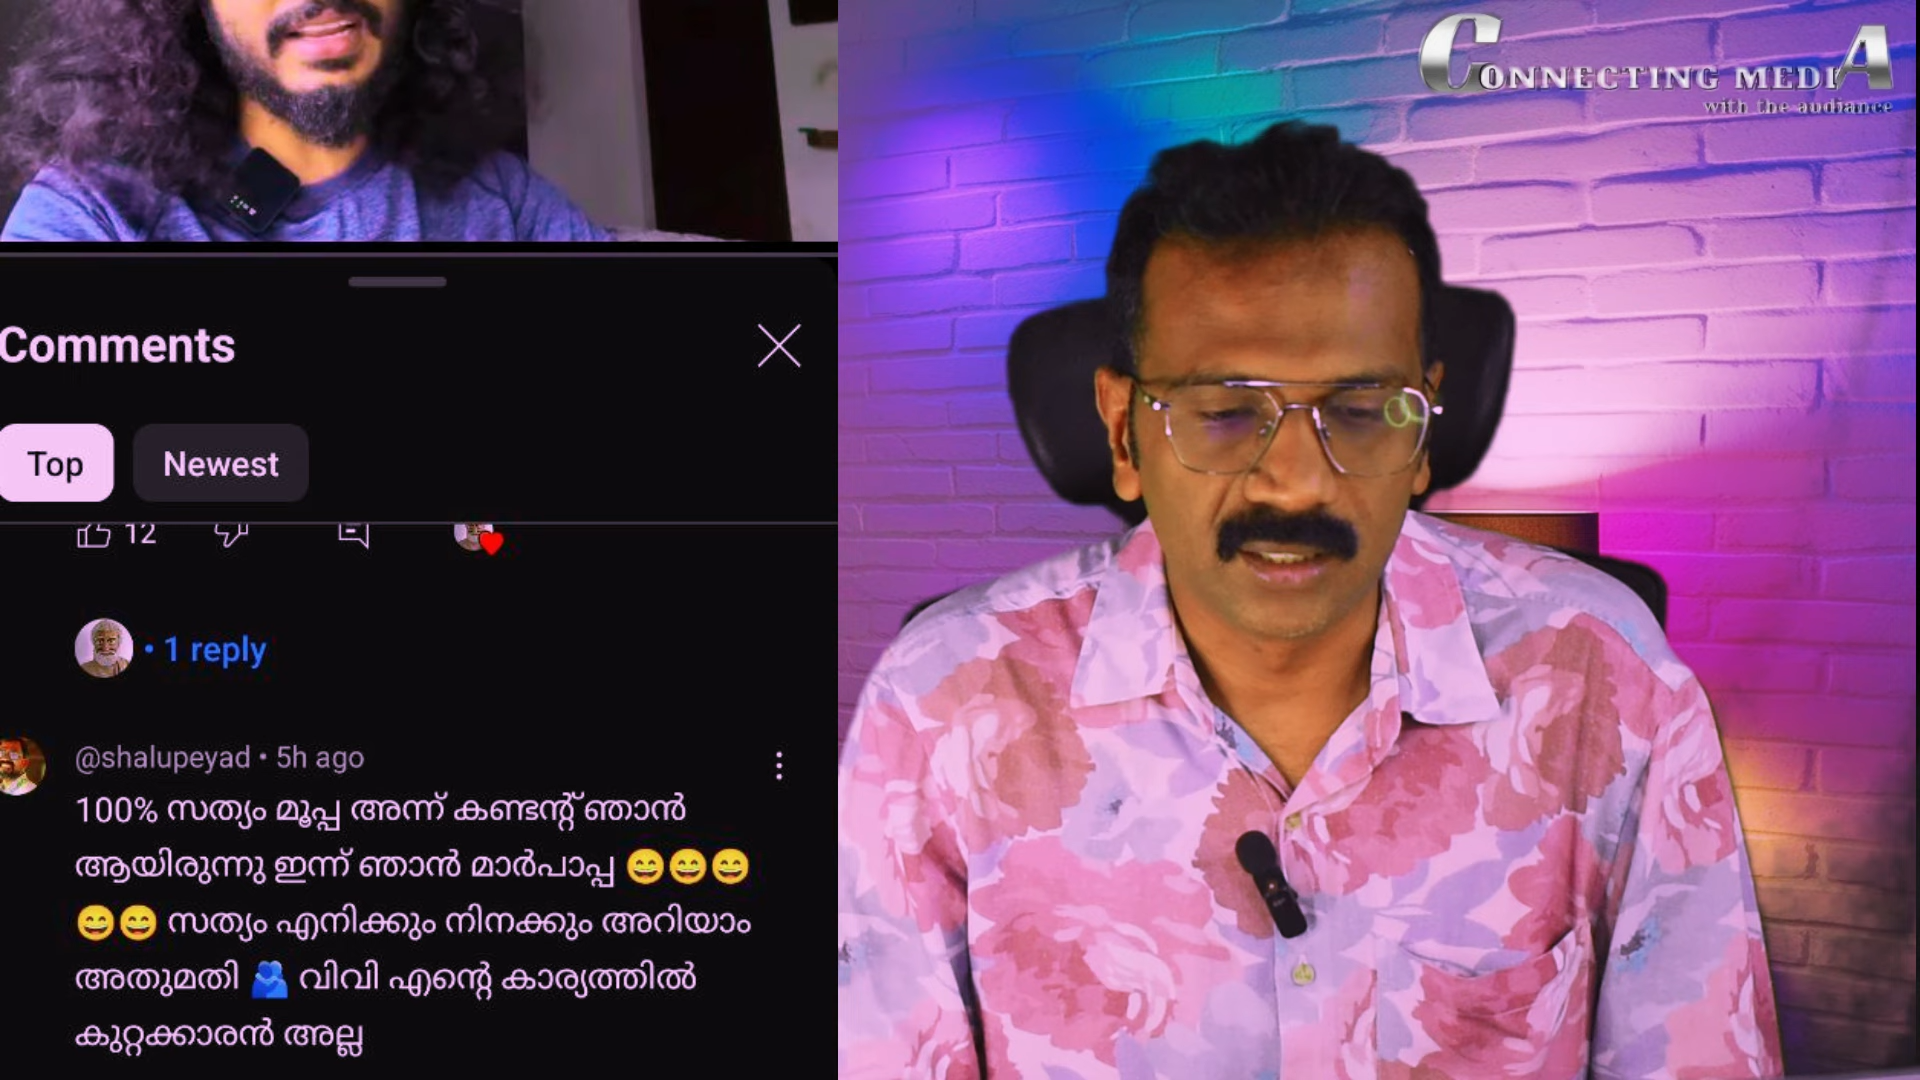 CONNECTING MEDIA
with the audiance
Comments
Top
Newest
12
• 1 reply
@shalupeyad • 5h ago
100% സത്യം മൂപ്പ അന്ന് കണ്ടന്റ് ഞാൻ
ആയിരുന്നു ഇന്ന് ഞാൻ മാർപാപ്പ 😄😄😄
😄😄 സത്യം എനിക്കും നിനക്കും അറിയാം
അതുമതി 🫂 വിവി എന്റെ കാര്യത്തിൽ
കുറ്റക്കാരൻ അല്ല